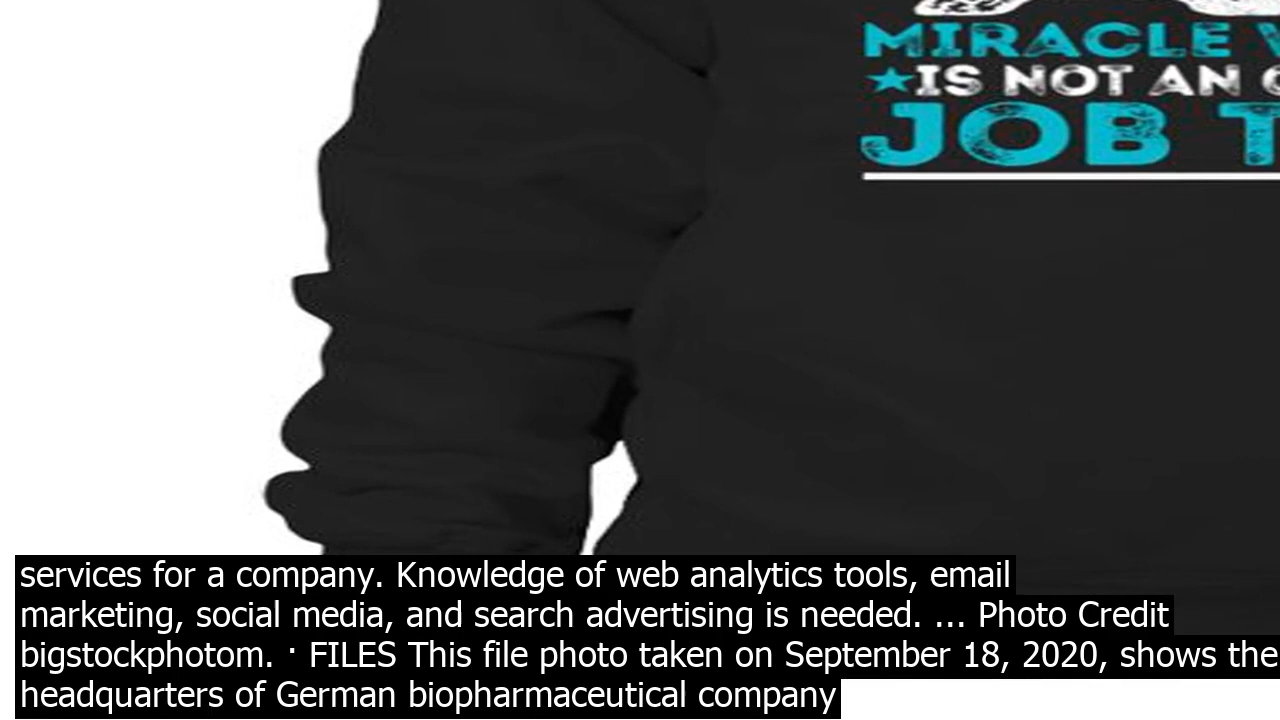 MIRACLE
★IS NOT AN
JOB
services for a company. Knowledge of web analytics tools, email
marketing, social media, and search advertising is needed. ... Photo Credit
bigstockphotom. · FILES This file photo taken on September 18, 2020, shows the
headquarters of German biopharmaceutical company